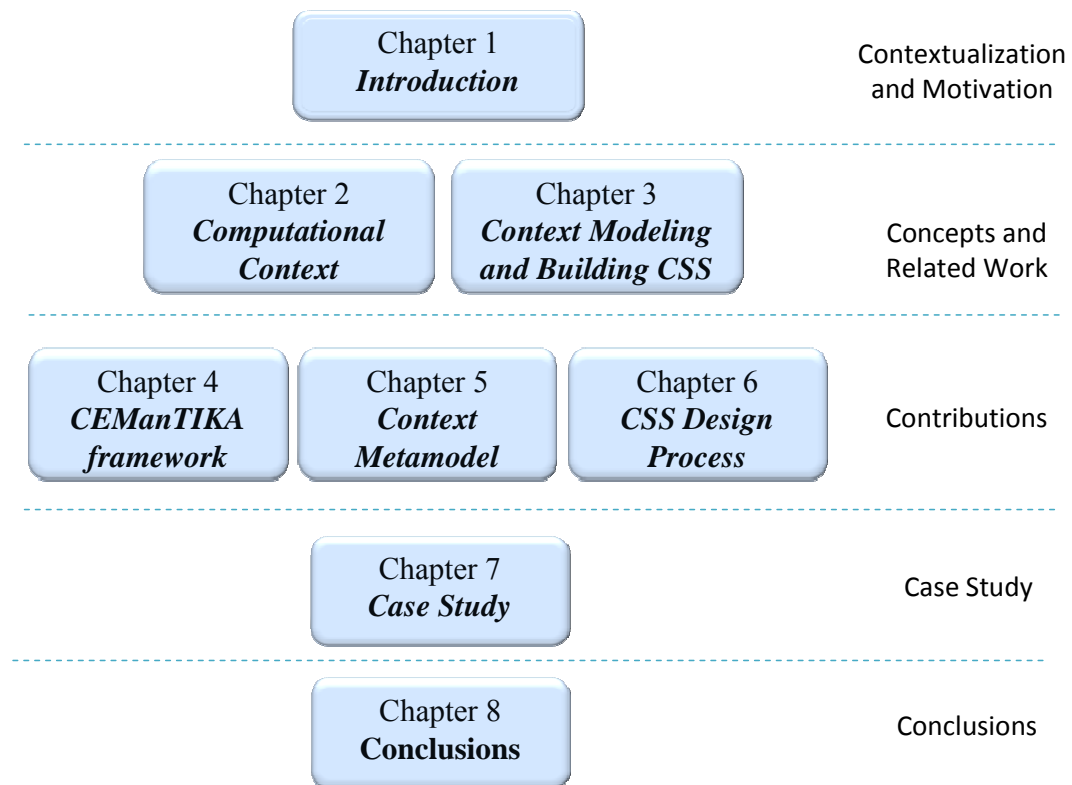 Chapter 1
Introduction
Contextualization
and Motivation
Chapter 2
Computational
Context
Chapter 3
Context Modeling
and Building CSS
Concepts and
Related Work
Chapter 4
CEManTIKA
framework
Chapter 5
Context
Metamodel
Chapter 6
CSS Design
Process
Contributions
Chapter 7
Case Study
Case Study
Chapter 8
Conclusions
Conclusions